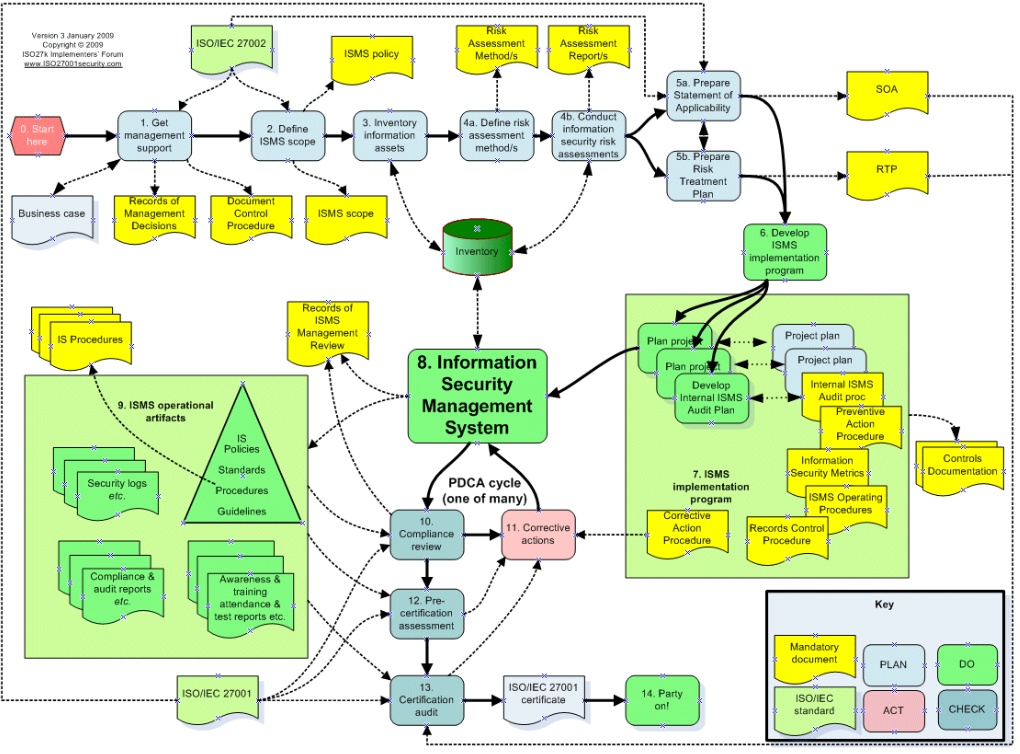 Version 3 January 2009
Copyright © 2009
ISO27k Implementers' Forum
www.ISO27001security.com
ISO/IEC 27002
ISMS policy
Risk
Assessment
Method/s
Risk
Assessment
Report/s
5a. Prepare
Statement of
Applicability
SOA
0. Start
here
1. Get
management
support
2. Define
ISMS scope
3. Inventory
information
assets
4a. Define risk
assessment
method/s
4b. Conduct
information
security risk
assessments
5b. Prepare
Risk
Treatment
Plan
RTP
Business case
Records of
Management
Decisions
Document
Control
Procedure
ISMS scope
Inventory
6. Develop
ISMS
implementation
program
IS Procedures
Records of
ISMS
Management
Review
8. Information
Security
Management
System
Plan project
Plan project
Develop
Internal ISMS
Audit Plan
Project plan
Project plan
Internal ISMS
Audit proc
Preventive
Action
Procedure
Information
Security Metrics
ISMS Operating
Procedures
Controls
Documentation
7. ISMS
implementation
program
Corrective
Action
Procedure
Records Control
Procedure
9. ISMS operational
artifacts
IS
Policies
Standards
Procedures
Guidelines
Security logs
etc.
Compliance &
audit reports
etc.
Awareness &
training
attendance &
test reports etc.
PDCA cycle
(one of many)
10.
Compliance
review
11. Corrective
actions
12. Pre-
certification
assessment
ISO/IEC 27001
13.
Certification
audit
ISO/IEC 27001
certificate
14. Party
on!
Key
Mandatory
document
PLAN
DO
ISO/IEC
standard
ACT
CHECK